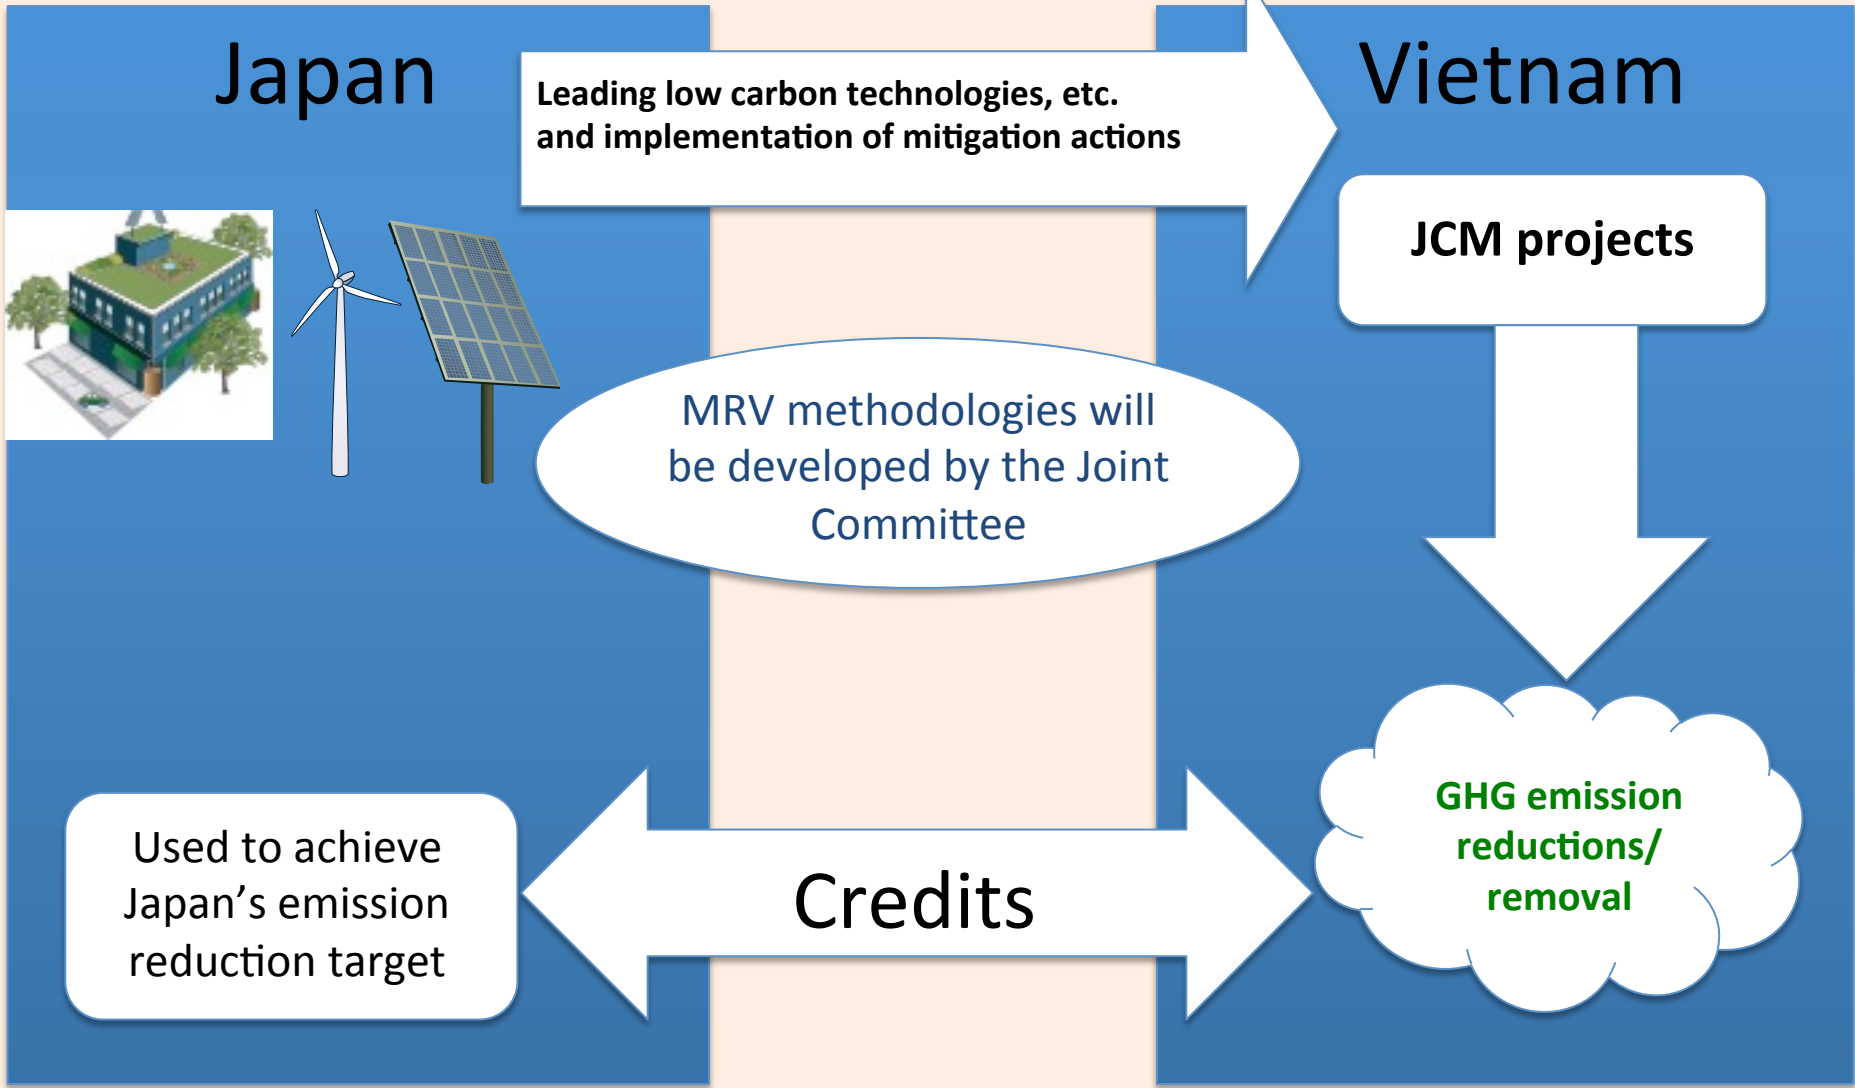 Japan
Leading low carbon technologies, etc.
and implementation of mitigation actions
Vietnam
JCM projects
MRV methodologies will
be developed by the Joint
Committee
Used to achieve
Japan’s emission
reduction target
Credits
GHG emission
reductions/
removal